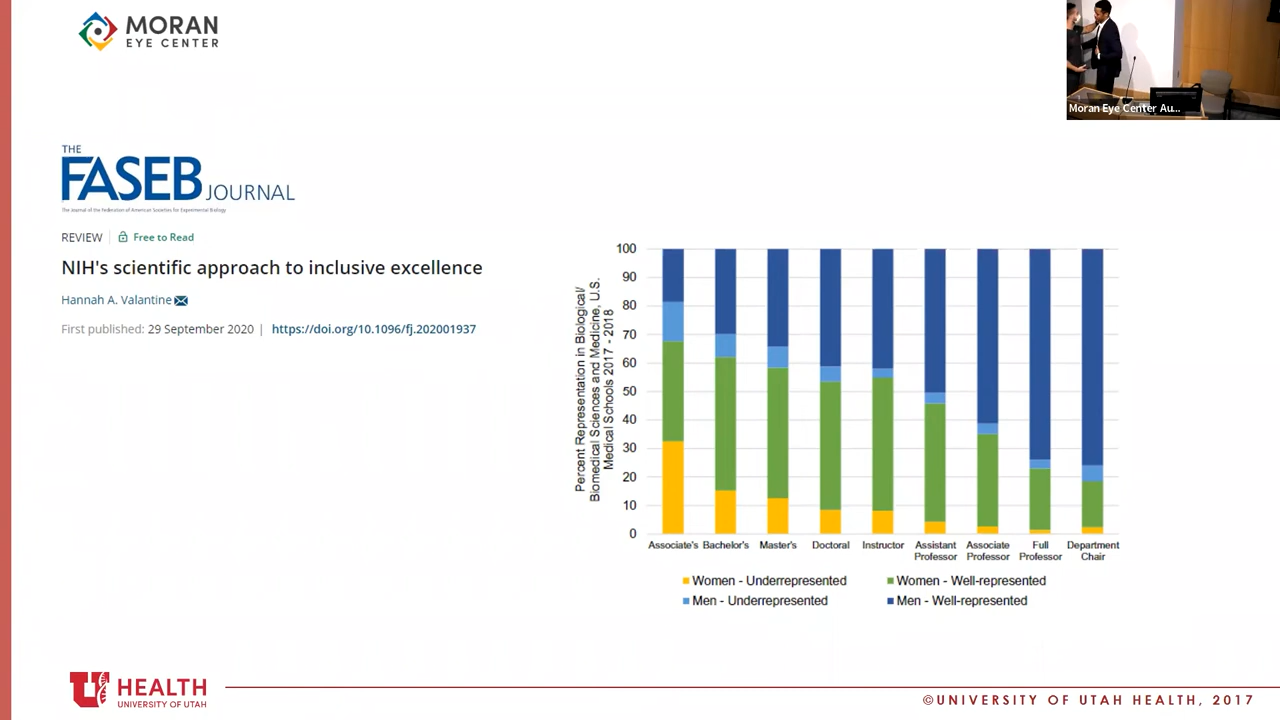 MORAN
EYE CENTER
Moran Eye Center Au...
THE
FASEB JOURNAL
The Journal of the Federation of American Societies for Experimental Biology
REVIEW
Free to Read
NIH's scientific approach to inclusive excellence
Hannah A. Valantine
First published: 29 September 2020 | https://doi.org/10.1096/fj.202001937
Percent Representation in Biological/
Biomedical Sciences and Medicine, U.S.
Medical Schools 2017 - 2018
100
90
80
70
60
50
40
30
20
10
0
Associate's Bachelor's Master's Doctoral Instructor Assistant Associate Full Department
Professor Professor Professor Chair
Women - Underrepresented Women - Well-represented
Men - Underrepresented Men - Well-represented
U HEALTH
UNIVERSITY OF UTAH
©UNIVERSITY OF UTAH HEALTH, 2017